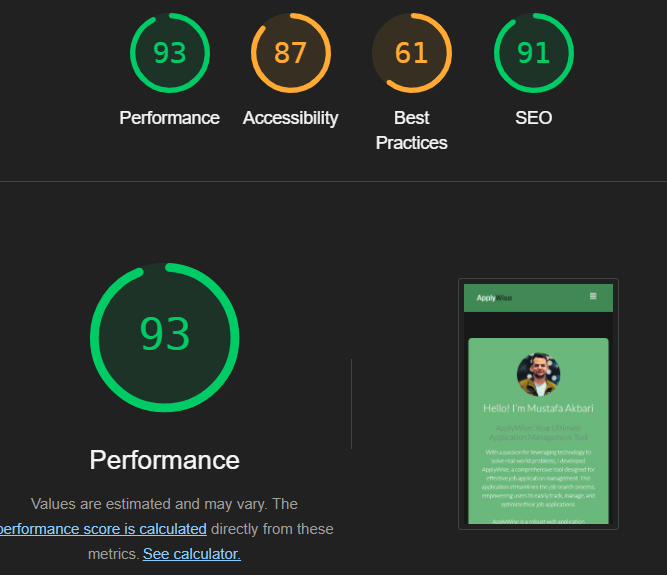 93
87
61
91
Performance
Accessibility
Best
Practices
SEO
93
Performance
Values are estimated and may vary. The
performance score is calculated directly from these
metrics. See calculator.
ApplyWise
Hello! I'm Mustafa Akbari
ApplyWise: Your Ultimate
Application Management Tool
With a passion for leveraging technology to
solve real-world problems, I developed
ApplyWise, a comprehensive tool designed for
effective job application management. This
application streamlines the job search process,
empowering users to easily track, manage, and
optimize their job applications.
ApplyWise is a robust web application